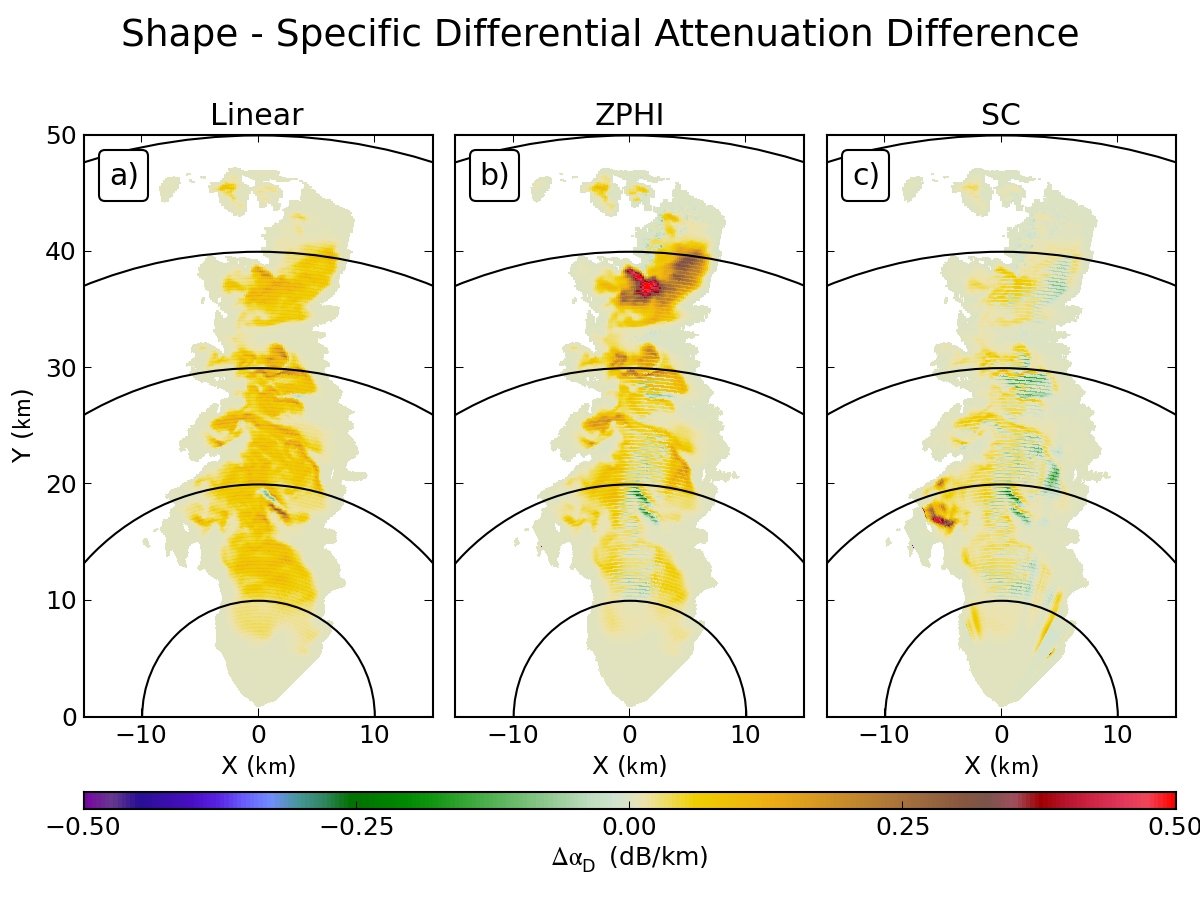 Shape - Specific Differential Attenuation Difference
Linear ZPHI SC
a) b) c)
50
40
30
20
10
0
Y (km)
−10 0 10 −10 0 10 −10 0 10
X (km) X (km) X (km)
−0.50 −0.25 0.00 0.25 0.50
ΔαD (dB/km)